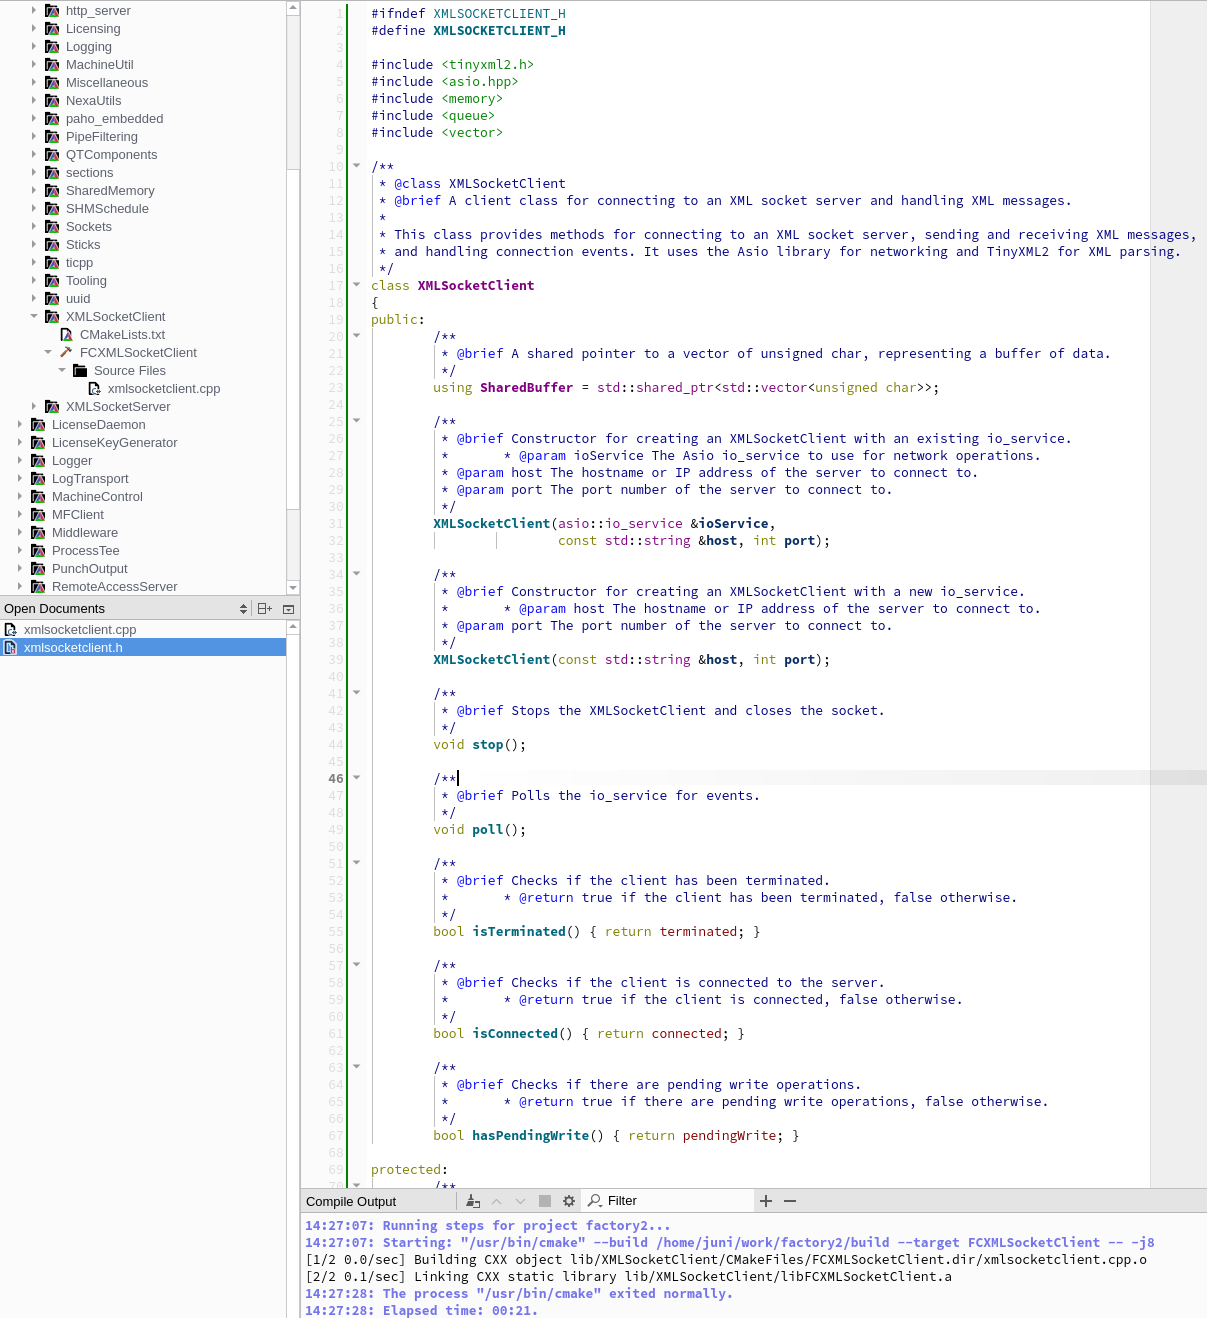 http_server
Licensing
Logging
MachineUtil
Miscellaneous
NexaUtils
paho_embedded
PipeFiltering
QTComponents
sections
SharedMemory
SHMSchedule
Sockets
Sticks
ticpp
Tooling
uuid
XMLSocketClient
CMakeLists.txt
FCXMLSocketClient
Source Files
xmlsocketclient.cpp
XMLSocketServer
LicenseDaemon
LicenseKeyGenerator
Logger
LogTransport
MachineControl
MFClient
Middleware
ProcessTee
PunchOutput
RemoteAccessServer
Open Documents
xmlsocketclient.cpp
xmlsocketclient.h
1 #ifndef XMLSOCKETCLIENT_H
2 #define XMLSOCKETCLIENT_H
3
4 #include <tinyxml2.h>
5 #include <asio.hpp>
6 #include <memory>
7 #include <queue>
8 #include <vector>
9
10 /**
11 * @class XMLSocketClient
12 * @brief A client class for connecting to an XML socket server and handling XML messages.
13 *
14 * This class provides methods for connecting to an XML socket server, sending and receiving XML messages,
15 * and handling connection events. It uses the Asio library for networking and TinyXML2 for XML parsing.
16 */
17 class XMLSocketClient
18 {
19 public:
20 /**
21 * @brief A shared pointer to a vector of unsigned char, representing a buffer of data.
22 */
23 using SharedBuffer = std::shared_ptr<std::vector<unsigned char>>;
24
25 /**
26 * @brief Constructor for creating an XMLSocketClient with an existing io_service.
27 * * @param ioService The Asio io_service to use for network operations.
28 * @param host The hostname or IP address of the server to connect to.
29 * @param port The port number of the server to connect to.
30 */
31 XMLSocketClient(asio::io_service &ioService,
32 const std::string &host, int port);
33
34 /**
35 * @brief Constructor for creating an XMLSocketClient with a new io_service.
36 * * @param host The hostname or IP address of the server to connect to.
37 * @param port The port number of the server to connect to.
38 */
39 XMLSocketClient(const std::string &host, int port);
40
41 /**
42 * @brief Stops the XMLSocketClient and closes the socket.
43 */
44 void stop();
45
46 /**
47 * @brief Polls the io_service for events.
48 */
49 void poll();
50
51 /**
52 * @brief Checks if the client has been terminated.
53 * * @return true if the client has been terminated, false otherwise.
54 */
55 bool isTerminated() { return terminated; }
56
57 /**
58 * @brief Checks if the client is connected to the server.
59 * * @return true if the client is connected, false otherwise.
60 */
61 bool isConnected() { return connected; }
62
63 /**
64 * @brief Checks if there are pending write operations.
65 * * @return true if there are pending write operations, false otherwise.
66 */
67 bool hasPendingWrite() { return pendingWrite; }
68
69 protected:
70 /**
Compile Output
Filter
14:27:07: Running steps for project factory2...
14:27:07: Starting: "/usr/bin/cmake" --build /home/juni/work/factory2/build --target FCXMLSocketClient -- -j8
[1/2 0.0/sec] Building CXX object lib/XMLSocketClient/CMakeFiles/FCXMLSocketClient.dir/xmlsocketclient.cpp.o
[2/2 0.1/sec] Linking CXX static library lib/XMLSocketClient/libFCXMLSocketClient.a
14:27:28: The process "/usr/bin/cmake" exited normally.
14:27:28: Elapsed time: 00:21.